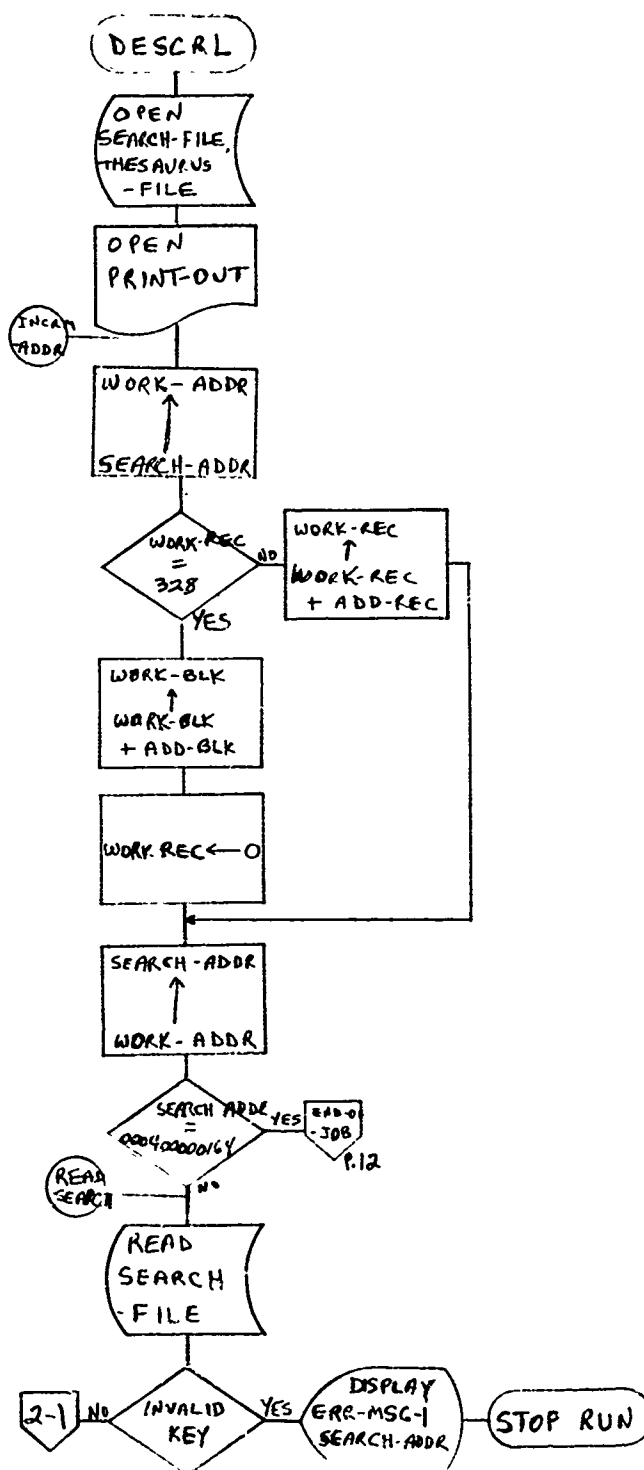 DESCRL
OPEN
SEARCH-FILE,
THESAURUS
-FILE
OPEN
PRINT-OUT
INCRM
-ADDR
WORK-ADDR
↑
SEARCH-ADDR
WORK-REC
=
328
NO
YES
WORK-REC
↑
WORK-REC
+ ADD-REC
WORK-BLK
↑
WORK-BLK
+ ADD-BLK
WORK-REC ← 0
SEARCH-ADDR
↑
WORK-ADDR
SEARCH ADDR
=
000400000164
YES
END-O
-JOB
P.12
NO
READ
SEARCH
READ
SEARCH
-FILE
INVALID
KEY
NO
2-1
YES
DISPLAY
ERR-MSG-1
SEARCH-ADDR
STOP RUN